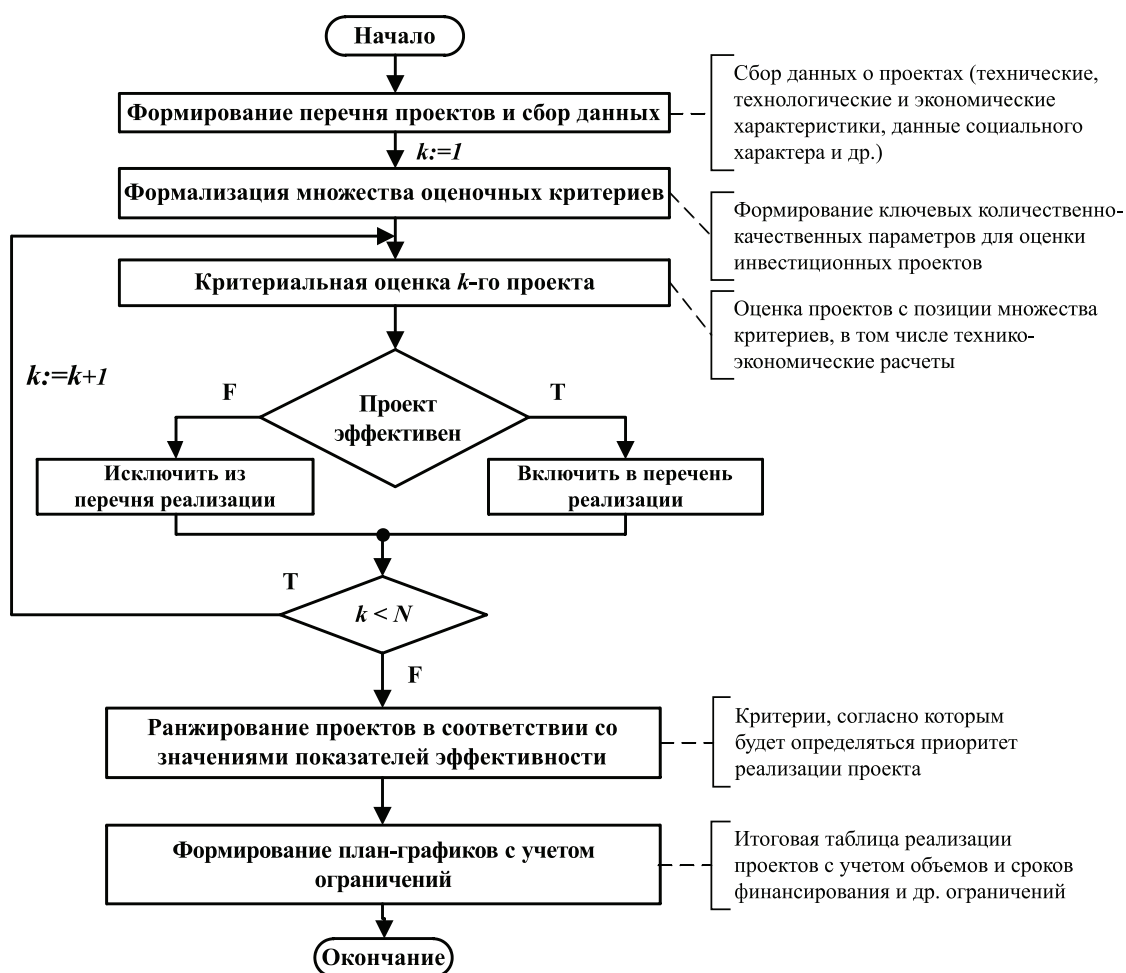 Начало
Формирование перечня проектов и сбор данных
Сбор данных о проектах (технические,
технологические и экономические
характеристики, данные социального
характера и др.)
k:=1
Формализация множества оценочных критериев
Формирование ключевых количественно-
качественных параметров для оценки
инвестиционных проектов
Критериальная оценка k-го проекта
Оценка проектов с позиции множества
критериев, в том числе технико-
экономические расчеты
k:=k+1
F
T
Проект
эффективен
Исключить из
перечня реализации
Включить в перечень
реализации
T
k < N
F
Ранжирование проектов в соответствии со
значениями показателей эффективности
Критерии, согласно которым
будет определяться приоритет
реализации проекта
Формирование план-графиков с учетом
ограничений
Итоговая таблица реализации
проектов с учетом объемов и сроков
финансирования и др. ограничений
Окончание